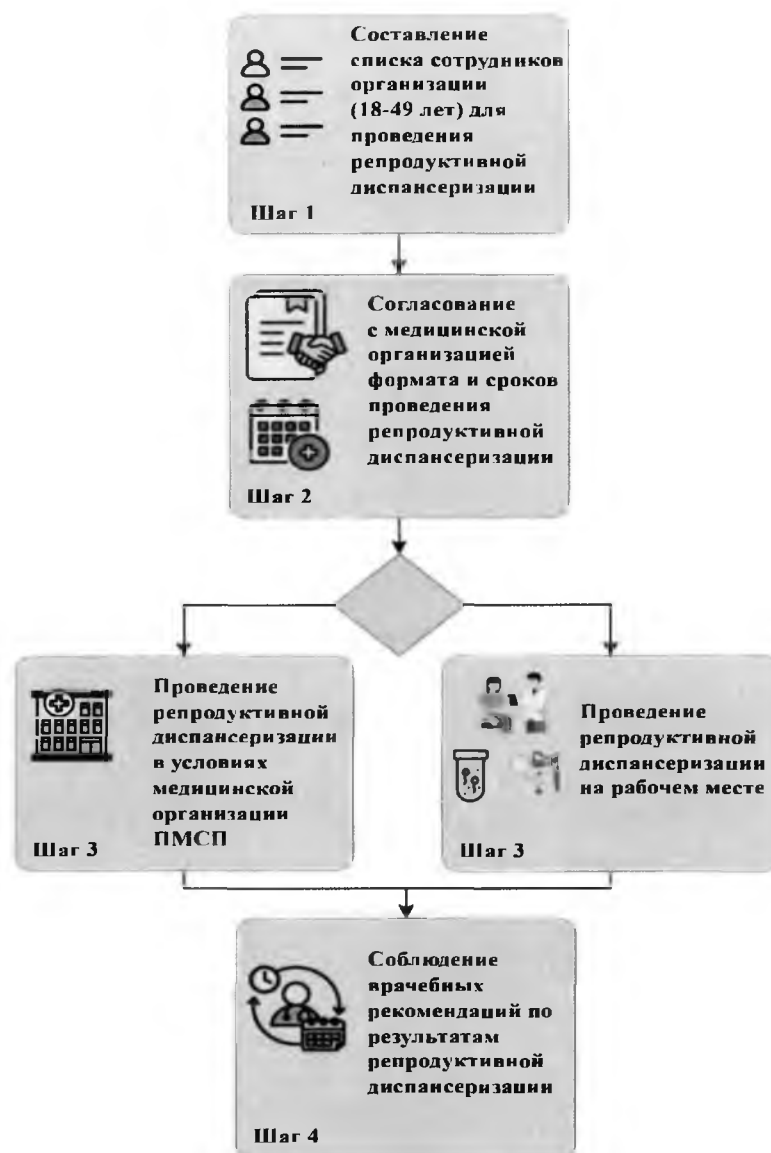 Составление
списка сотрудников
организации
(18-49 лет) для
проведения
репродуктивной
диспансеризации
Шаг 1
Согласование
с медицинской
организацией
формата и сроков
проведения
репродуктивной
диспансеризации
Шаг 2
Проведение
репродуктивной
диспансеризации
в условиях
медицинской
организации
ПМСП
Шаг 3
Проведение
репродуктивной
диспансеризации
на рабочем месте
Шаг 3
Соблюдение
врачебных
рекомендаций по
результатам
репродуктивной
диспансеризации
Шаг 4